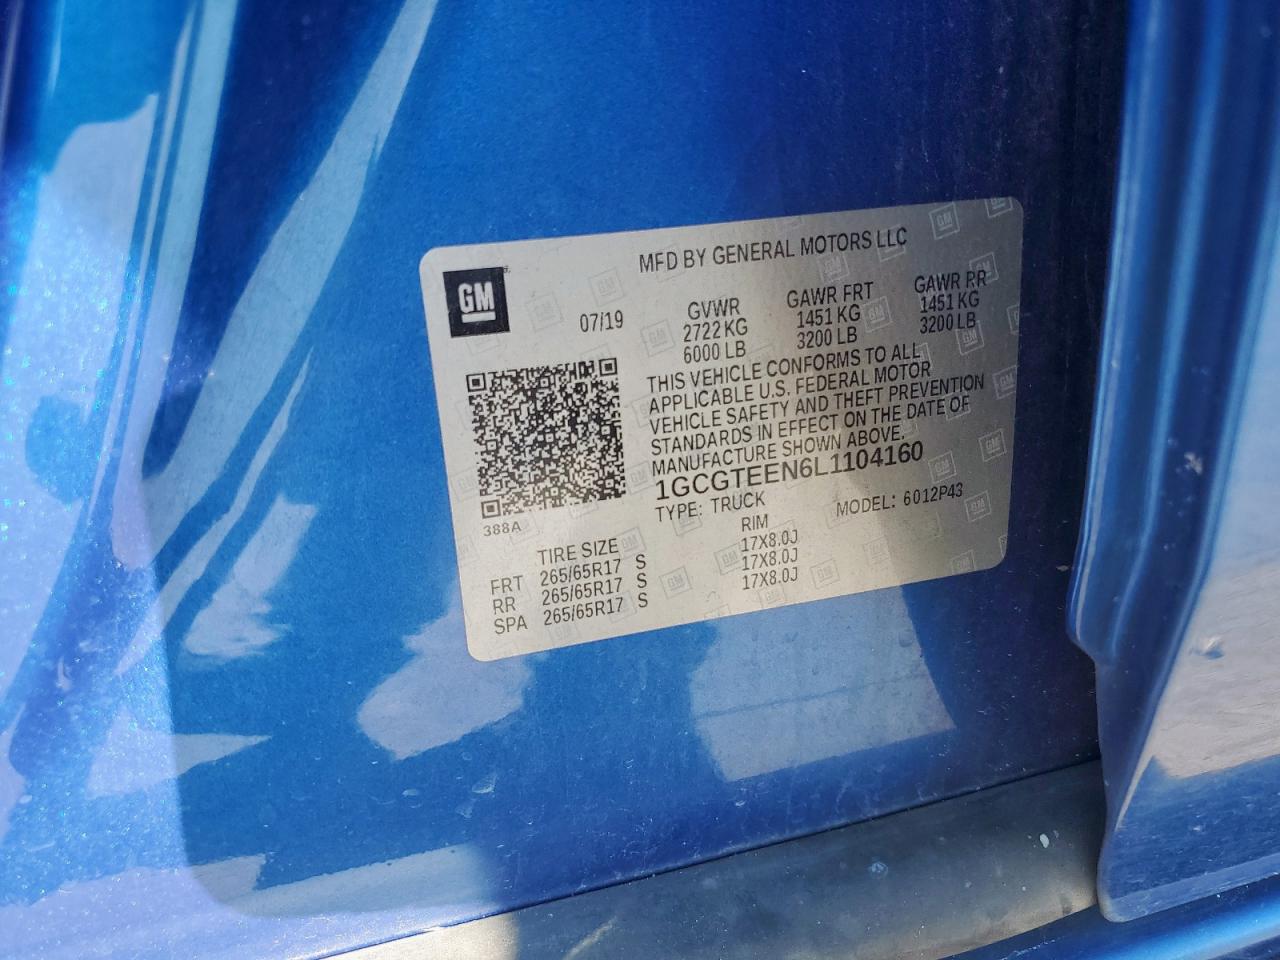 MFD BY GENERAL MOTORS LLC
GM
07/19
GVWR GAWR FRT GAWR RR
2722 KG 1451 KG 1451 KG
6000 LB 3200 LB 3200 LB
THIS VEHICLE CONFORMS TO ALL
APPLICABLE U.S. FEDERAL MOTOR
VEHICLE SAFETY AND THEFT PREVENTION
STANDARDS IN EFFECT ON THE DATE OF
MANUFACTURE SHOWN ABOVE.
1GCGTEEN6L1104160
TYPE: TRUCK MODEL: 6012P43
388A
TIRE SIZE RIM
FRT 265/65R17 S 17X8.0J
RR 265/65R17 S 17X8.0J
SPA 265/65R17 S 17X8.0J